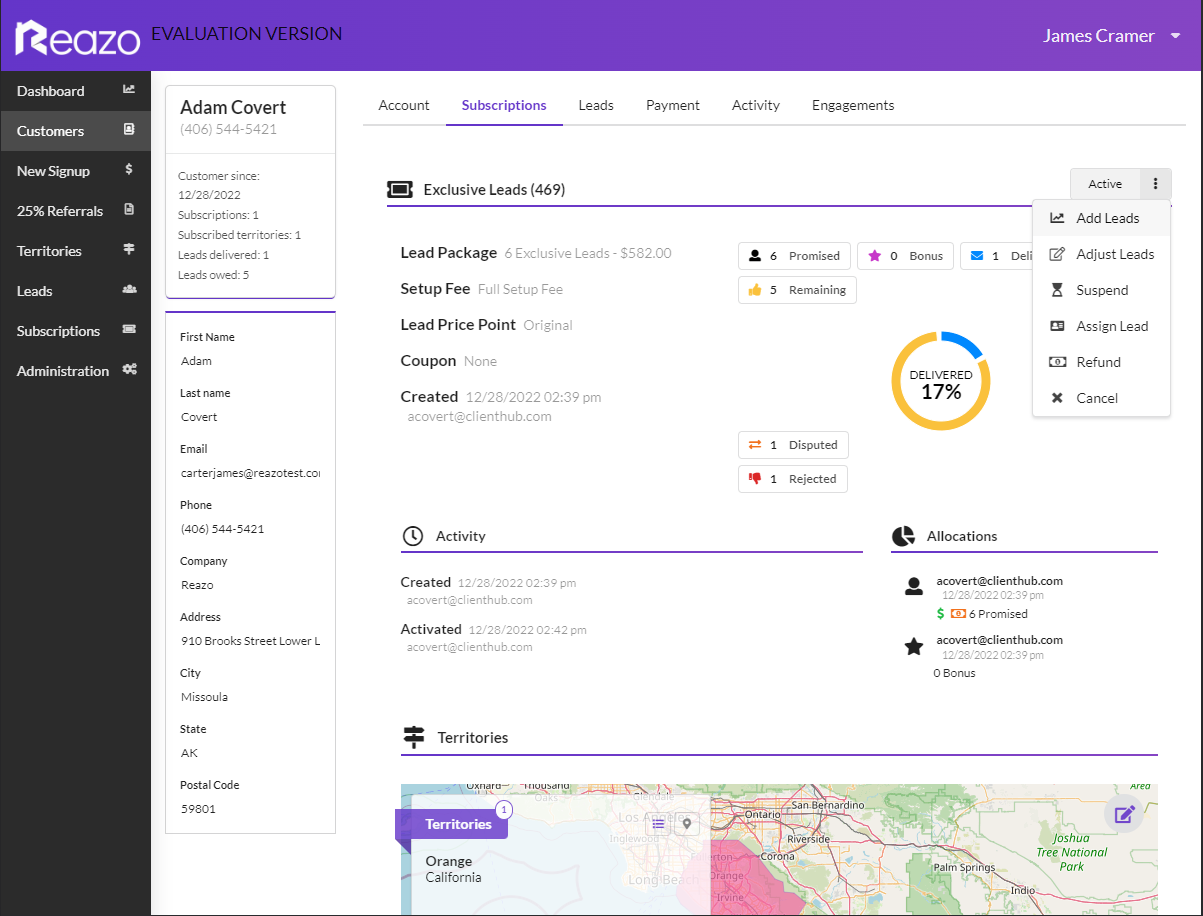 Reazo EVALUATION VERSION
James Cramer
Dashboard
Customers
New Signup
25% Referrals
Territories
Leads
Subscriptions
Administration
Adam Covert
(406) 544-5421
Customer since:
12/28/2022
Subscriptions: 1
Subscribed territories: 1
Leads delivered: 1
Leads owed: 5
First Name
Adam
Last name
Covert
Email
carterjames@reazotest.co
Phone
(406) 544-5421
Company
Reazo
Address
910 Brooks Street Lower L
City
Missoula
State
AK
Postal Code
59801
Account Subscriptions Leads Payment Activity Engagements
Exclusive Leads (469)
Active
Add Leads
Adjust Leads
Suspend
Assign Lead
Refund
Cancel
Lead Package 6 Exclusive Leads - $582.00
Setup Fee Full Setup Fee
Lead Price Point Original
Coupon None
Created 12/28/2022 02:39 pm
acovert@clienthub.com
6 Promised 0 Bonus 1 Deli
5 Remaining
DELIVERED
17%
1 Disputed
1 Rejected
Activity
Created 12/28/2022 02:39 pm
acovert@clienthub.com
Activated 12/28/2022 02:42 pm
acovert@clienthub.com
Allocations
acovert@clienthub.com
12/28/2022 02:39 pm
$ 6 Promised
acovert@clienthub.com
12/28/2022 02:39 pm
0 Bonus
Territories
Territories 1
Orange
California
Oxnard Thousand
Oaks
Glendale
Los Angeles
Inglewood
Long Beach
Fullerton
Orange
Irvine
San Bernardino
Ontario
Riverside
Corona
Palm Springs
Indio
Joshua
Tree National
Park
Area